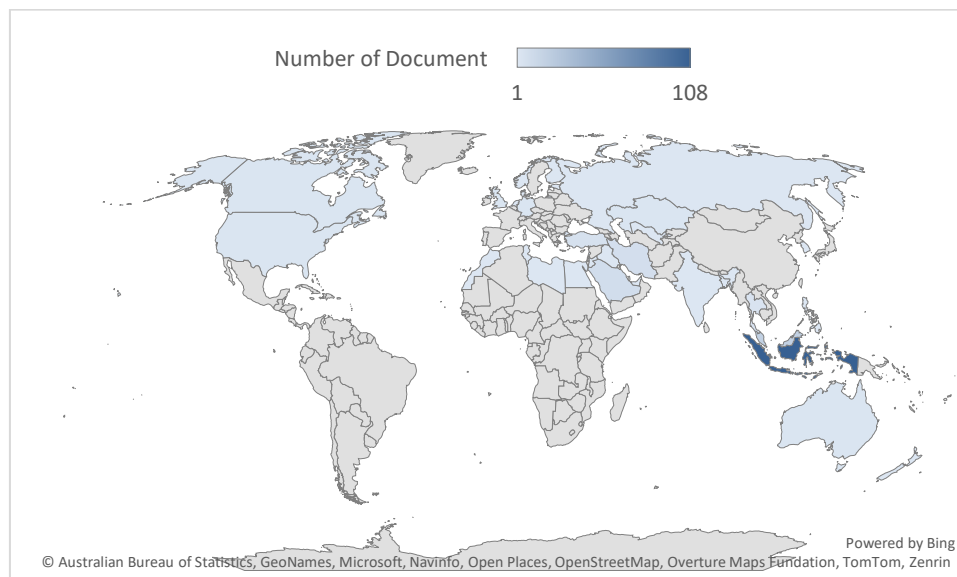 Number of Document
1 108
Powered by Bing
© Australian Bureau of Statistics, GeoNames, Microsoft, Navinfo, Open Places, OpenStreetMap, Overture Maps Fundation, TomTom, Zenrin